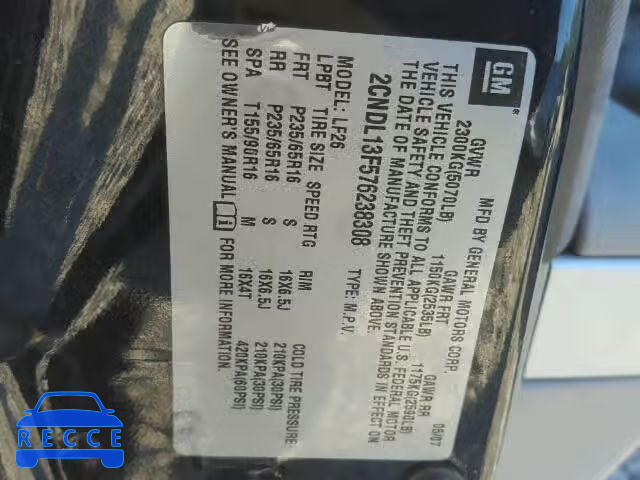 GM
®
MFD BY GENERAL MOTORS CORP. 05/07
GVWR GAWR FRT GAWR RR
2300KG(5070LB) 1150KG(2535LB) 1175KG(2590LB)
THIS VEHICLE CONFORMS TO ALL APPLICABLE U.S. FEDERAL MOTOR
VEHICLE SAFETY AND THEFT PREVENTION STANDARDS IN EFFECT ON
THE DATE OF MANUFACTURE SHOWN ABOVE.
2CNDL13F576238308 TYPE: M.P.V.
MODEL: LF26
LPBT TIRE SIZE SPEED RTG RIM COLD TIRE PRESSURE
FRT P235/65R16 S 16X6.5J 210KPA(30PSI)
RR P235/65R16 S 16X6.5J 210KPA(30PSI)
SPA T155/90R16 M 16X4T 420KPA(60PSI)
SEE OWNER'S MANUAL i FOR MORE INFORMATION.
RECCE